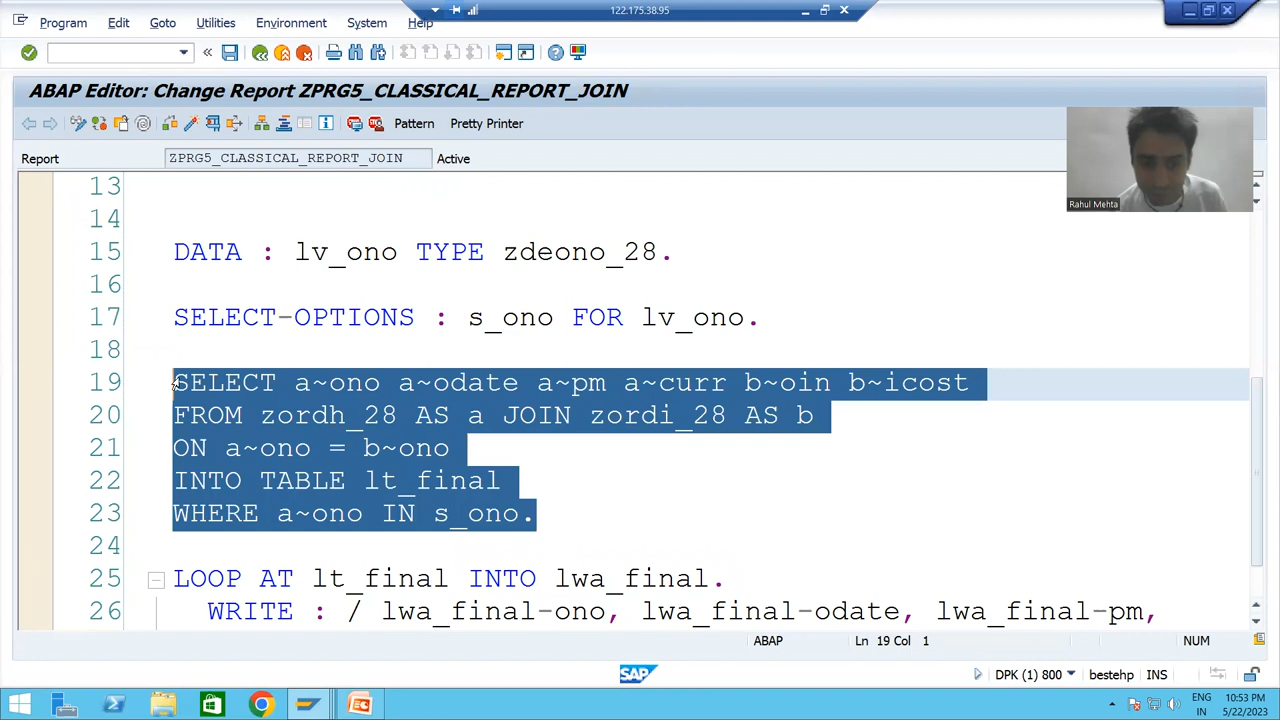 122.175.38.95
Program Edit Goto Utilities Environment System Help
ABAP Editor: Change Report ZPRG5_CLASSICAL_REPORT_JOIN
Pattern Pretty Printer
Report ZPRG5_CLASSICAL_REPORT_JOIN Active
Rahul Mehta
13
14
15 DATA : lv_ono TYPE zdeono_28.
16
17 SELECT-OPTIONS : s_ono FOR lv_ono.
18
19 SELECT a~ono a~odate a~pm a~curr b~oin b~icost
20 FROM zordh_28 AS a JOIN zordi_28 AS b
21 ON a~ono = b~ono
22 INTO TABLE lt_final
23 WHERE a~ono IN s_ono.
24
25 LOOP AT lt_final INTO lwa_final.
26 WRITE : / lwa_final-ono, lwa_final-odate, lwa_final-pm,
ABAP Ln 19 Col 1 NUM
SAP DPK (1) 800 bestehp INS
ENG 10:53 PM
IN 5/22/2023